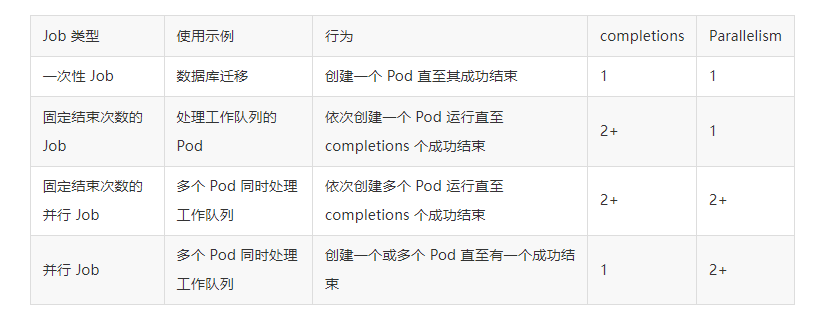 Job 类型 使用示例 行为 completions Parallelism
一次性 Job 数据库迁移 创建一个 Pod 直至其成功结束 1 1
固定结束次数的 处理工作队列的 依次创建一个 Pod 运行直至
Job Pod completions 个成功结束 2+ 1
固定结束次数的 多个 Pod 同时处理 依次创建多个 Pod 运行直至
并行 Job 工作队列 completions 个成功结束 2+ 2+
并行 Job 多个 Pod 同时处理 创建一个或多个 Pod 直至有一个成功结
工作队列 束 1 2+